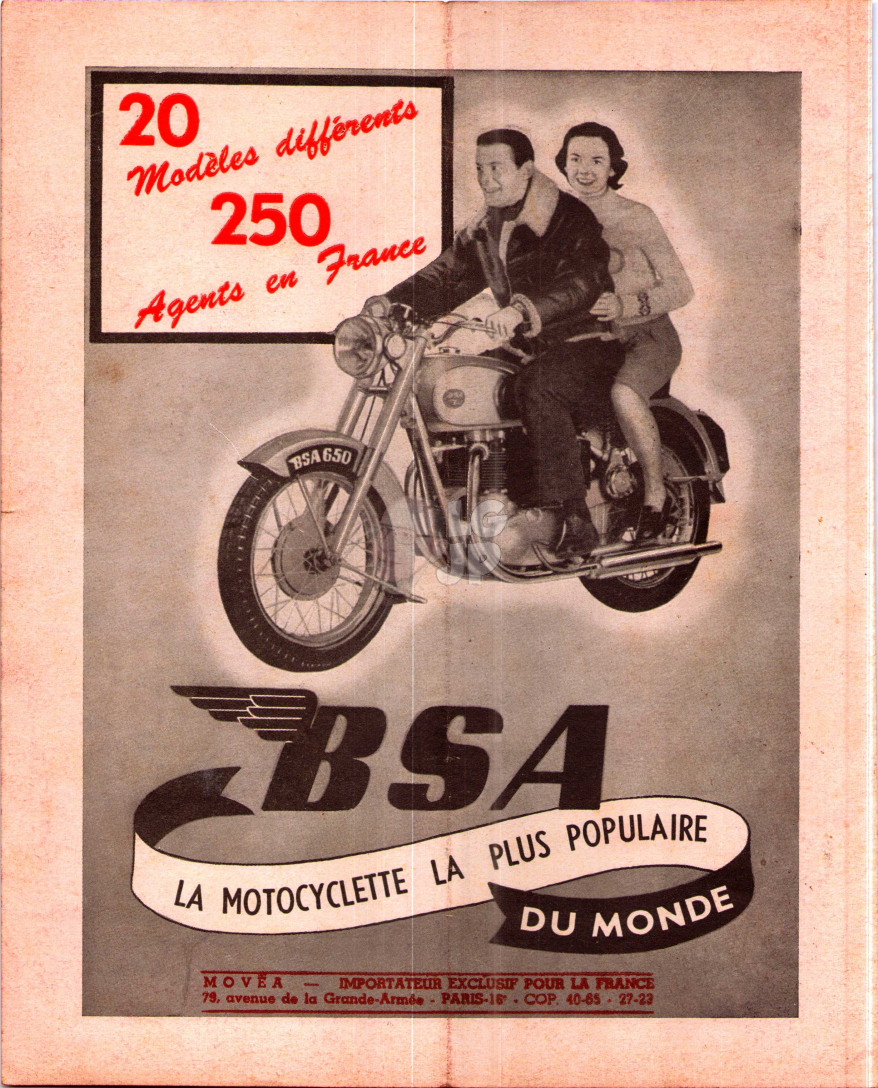 20
Modèles différents
250
Agents en France
BSA 650
BSA
LA MOTOCYCLETTE LA PLUS POPULAIRE
DU MONDE
MOVÉA — IMPORTATEUR EXCLUSIF POUR LA FRANCE
79, avenue de la Grande-Armée - PARIS-16e - COP. 40-65 - 27-23